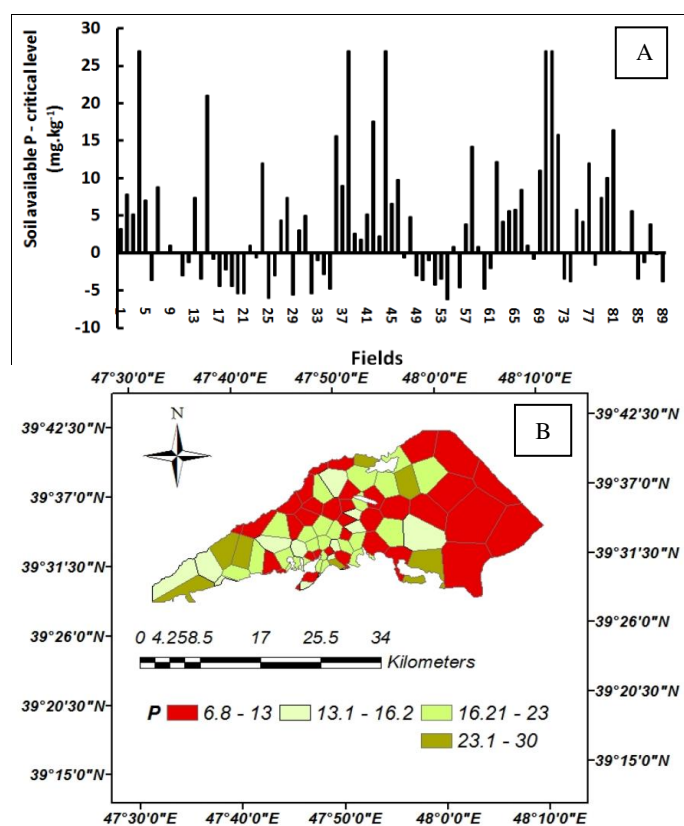 A
Soil available P - critical level
(mg.kg-1)
30
25
20
15
10
5
0
-5
-10
1 5 9 13 17 21 25 29 33 37 41 45 49 53 57 61 65 69 73 77 81 85 89
Fields
47°30'0"E 47°40'0"E 47°50'0"E 48°0'0"E 48°10'0"E
B
N
39°42'30"N 39°42'30"N
39°37'0"N 39°37'0"N
39°31'30"N 39°31'30"N
39°26'0"N 39°26'0"N
39°20'30"N 39°20'30"N
39°15'0"N 39°15'0"N
0 4.25 8.5 17 25.5 34
Kilometers
P 6.8 - 13 13.1 - 16.2 16.21 - 23
23.1 - 30
47°30'0"E 47°40'0"E 47°50'0"E 48°0'0"E 48°10'0"E